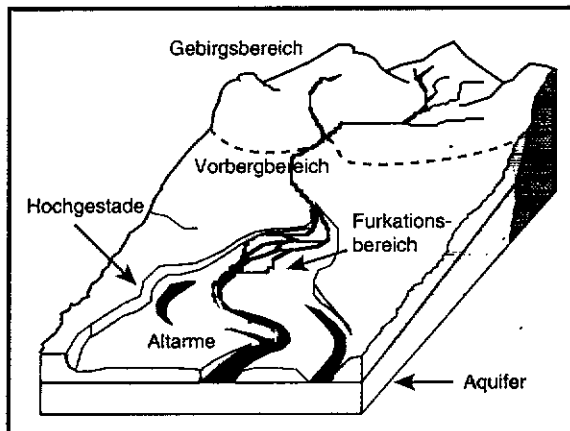 Gebirgsbereich
Vorbergbereich
Hochgestade
Furkations-
bereich
Altarme
Aquifer